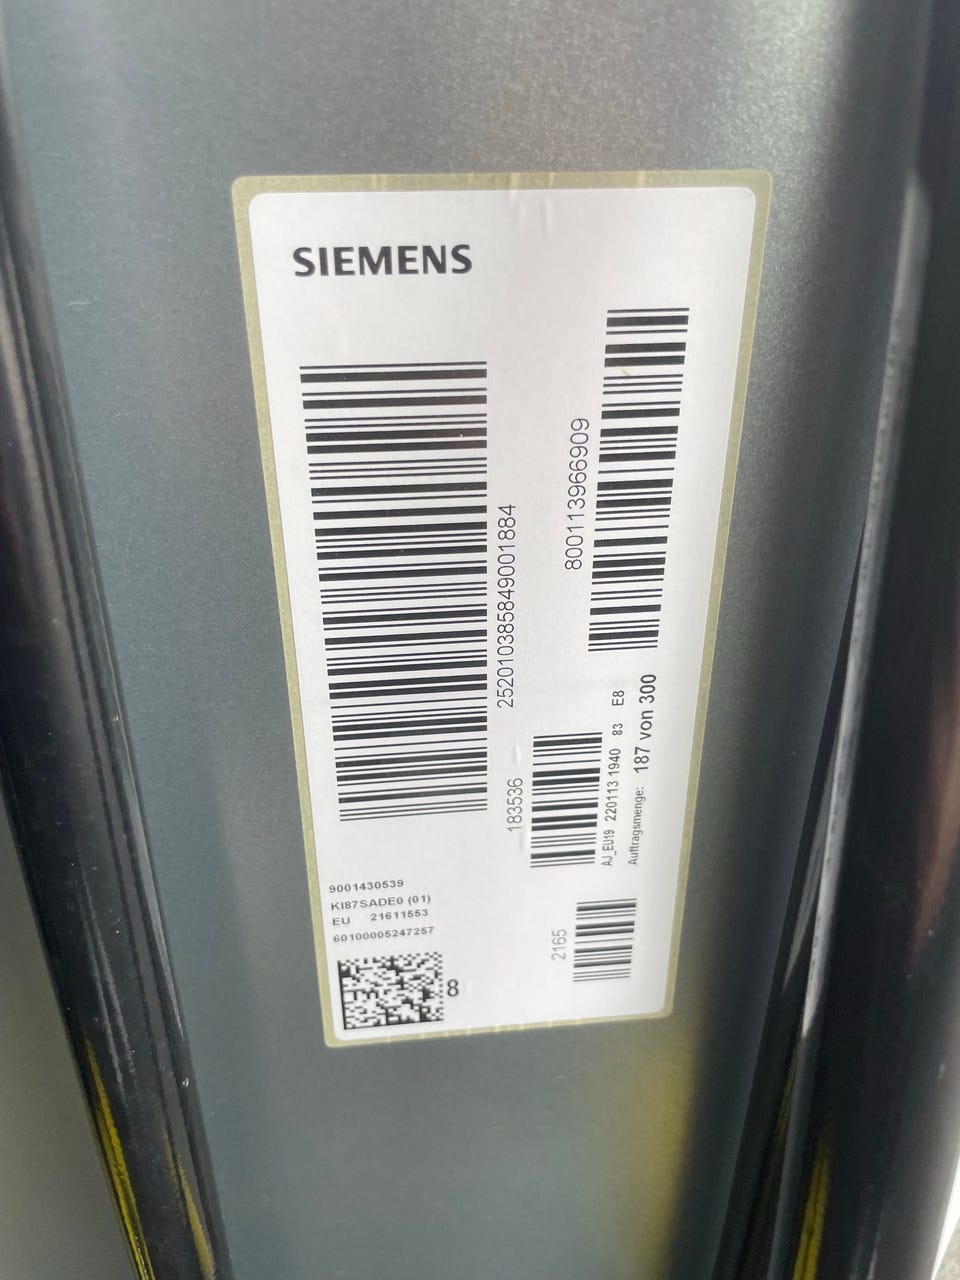 SIEMENS
252010385849001884
800113966909
183536
AJ_EU19 220113 1940 83 E8
Auftragsmenge: 187 von 300
2165
9001430539
KI87SADE0 (01)
EU 21611553
60100005247257
8